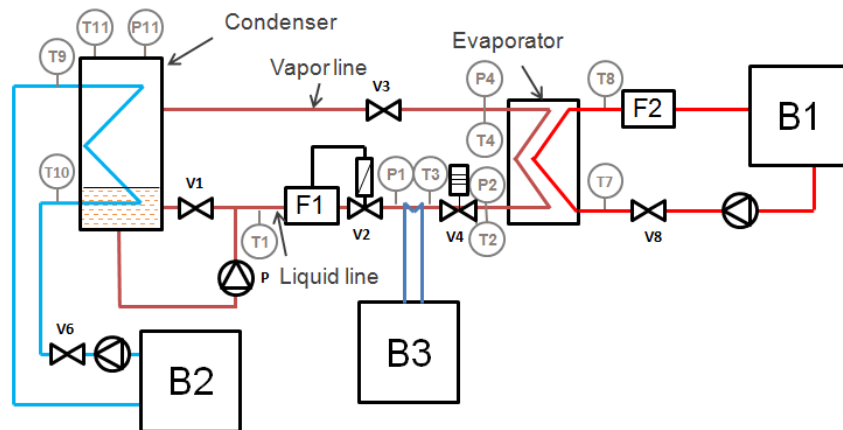 T11
P11
Condenser
T9
Evaporator
Vapor line
V3
P4
T8
F2
B1
T4
T10
V1
F1
P1
T3
P2
T7
T1
V2
V4
T2
V8
P
Liquid line
V6
B2
B3